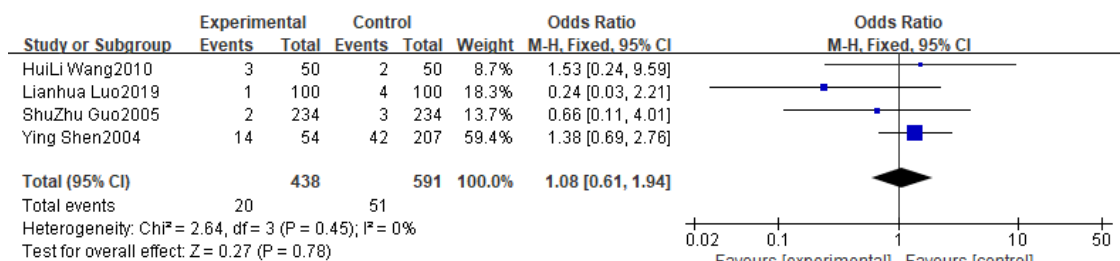 Experimental Control Odds Ratio Odds Ratio
Study or Subgroup Events Total Events Total Weight M-H, Fixed, 95% CI M-H, Fixed, 95% CI
HuiLi Wang2010 3 50 2 50 8.7% 1.53 [0.24, 9.59]
Lianhua Luo2019 1 100 4 100 18.3% 0.24 [0.03, 2.21]
ShuZhu Guo2005 2 234 3 234 13.7% 0.66 [0.11, 4.01]
Ying Shen2004 14 54 42 207 59.4% 1.38 [0.69, 2.76]
Total (95% CI) 438 591 100.0% 1.08 [0.61, 1.94]
Total events 20 51
Heterogeneity: Chi² = 2.64, df = 3 (P = 0.45); I² = 0%
Test for overall effect: Z = 0.27 (P = 0.78)
0.02 0.1 1 10 50
Favours [experimental] Favours [control]